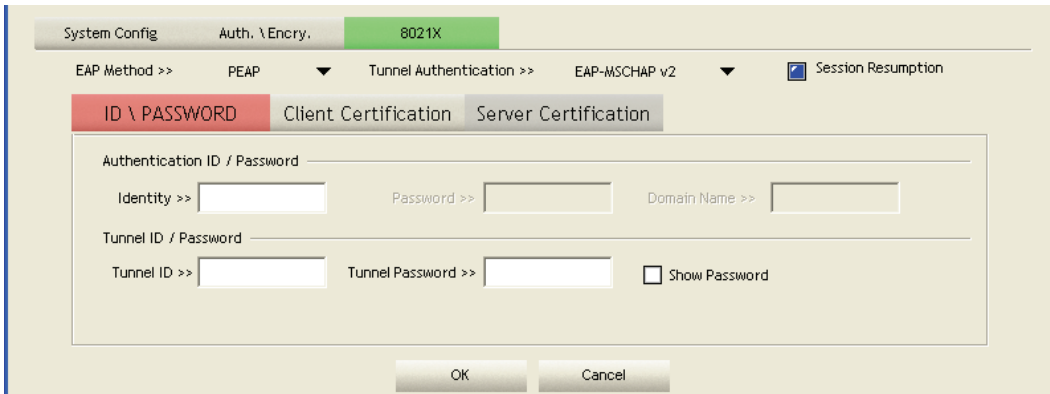 System Config Auth. \ Encry. 8021X
EAP Method >> PEAP Tunnel Authentication >> EAP-MSCHAP v2 Session Resumption
ID \ PASSWORD Client Certification Server Certification
Authentication ID / Password
Identity >> Password >> Domain Name >>
Tunnel ID / Password
Tunnel ID >> Tunnel Password >> Show Password
OK Cancel